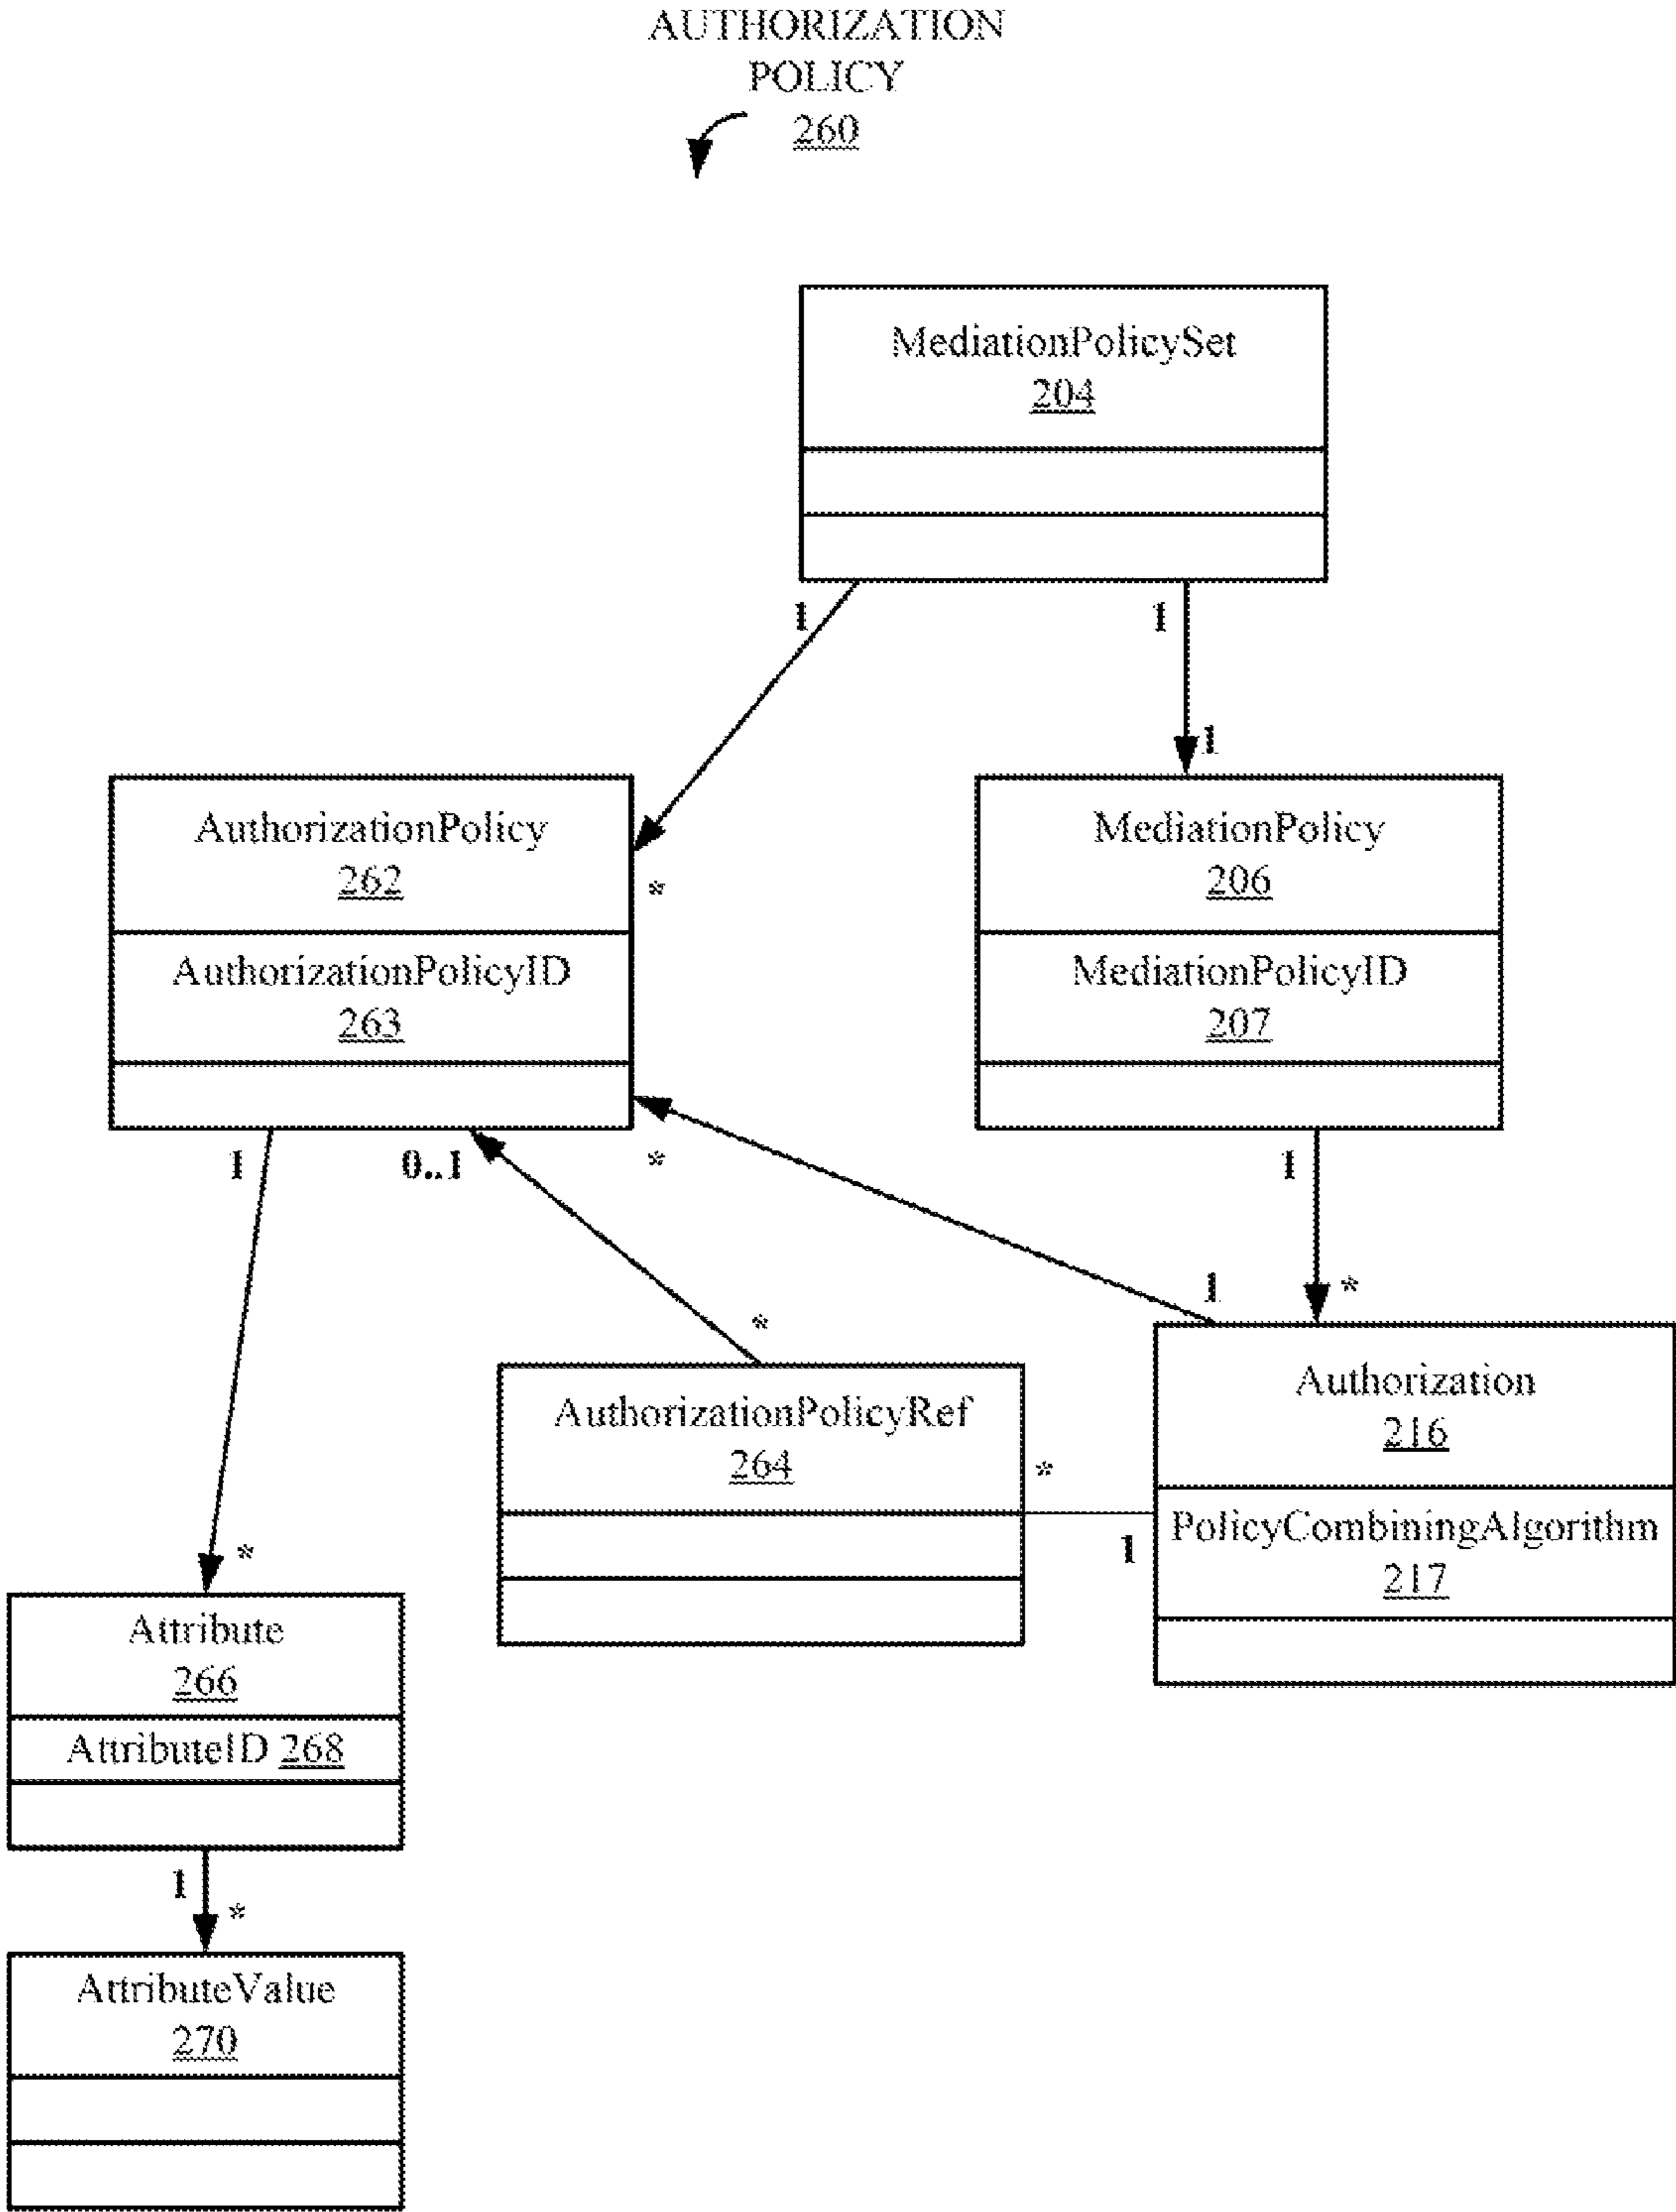 AUTHORIZATION
POLICY
260
MediationPolicySet
204
1
1
1
AuthorizationPolicy
262
*
MediationPolicy
206
AuthorizationPolicyID
263
MediationPolicyID
207
1
0..1
*
1
*
1
*
AuthorizationPolicyRef
264
*
Authorization
216
1
PolicyCombiningAlgorithm
217
*
Attribute
266
AttributeID 268
1
*
AttributeValue
270